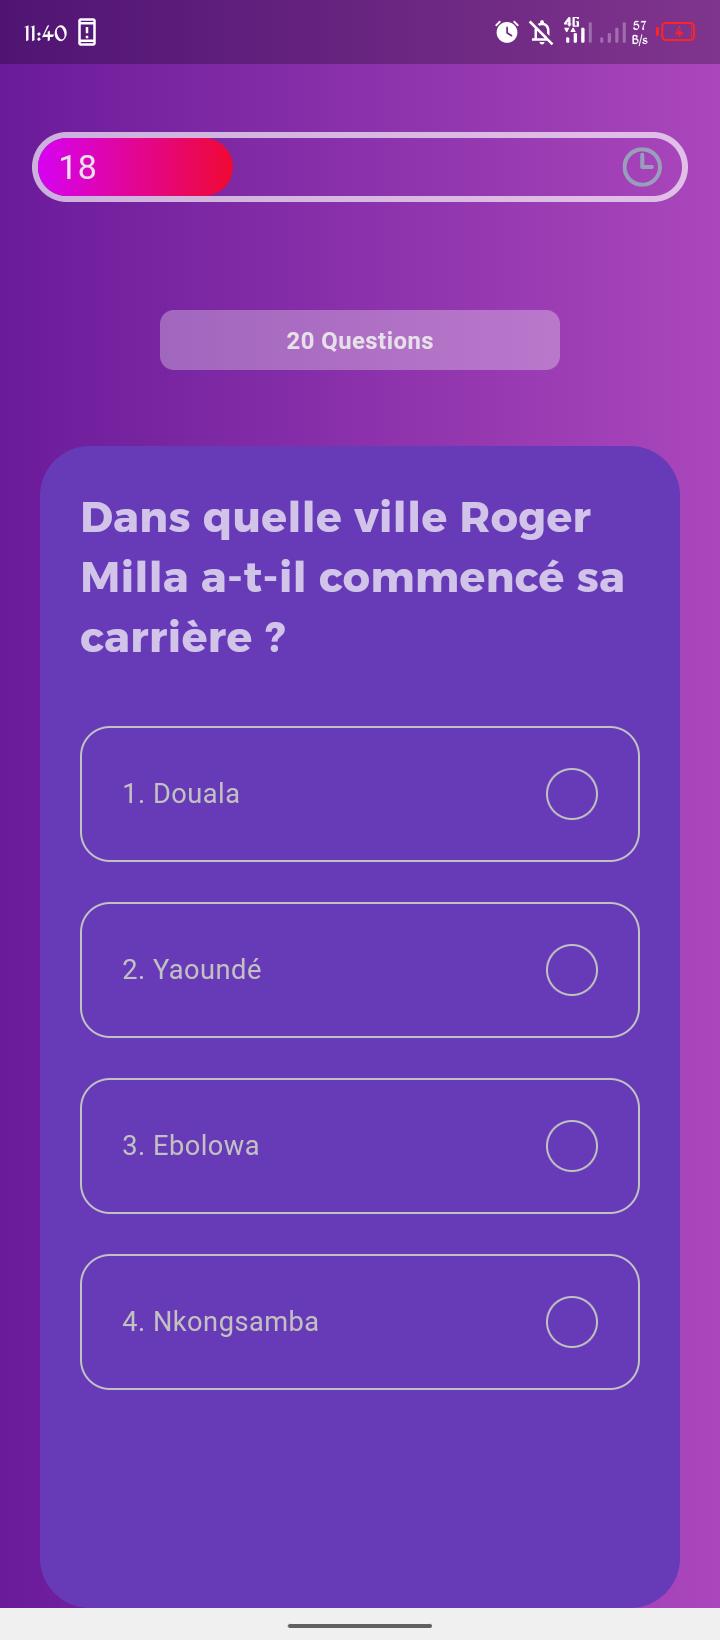 11:40
4G
57
B/s
4
18
20 Questions
Dans quelle ville Roger
Milla a-t-il commencé sa
carrière ?
1. Douala
2. Yaoundé
3. Ebolowa
4. Nkongsamba